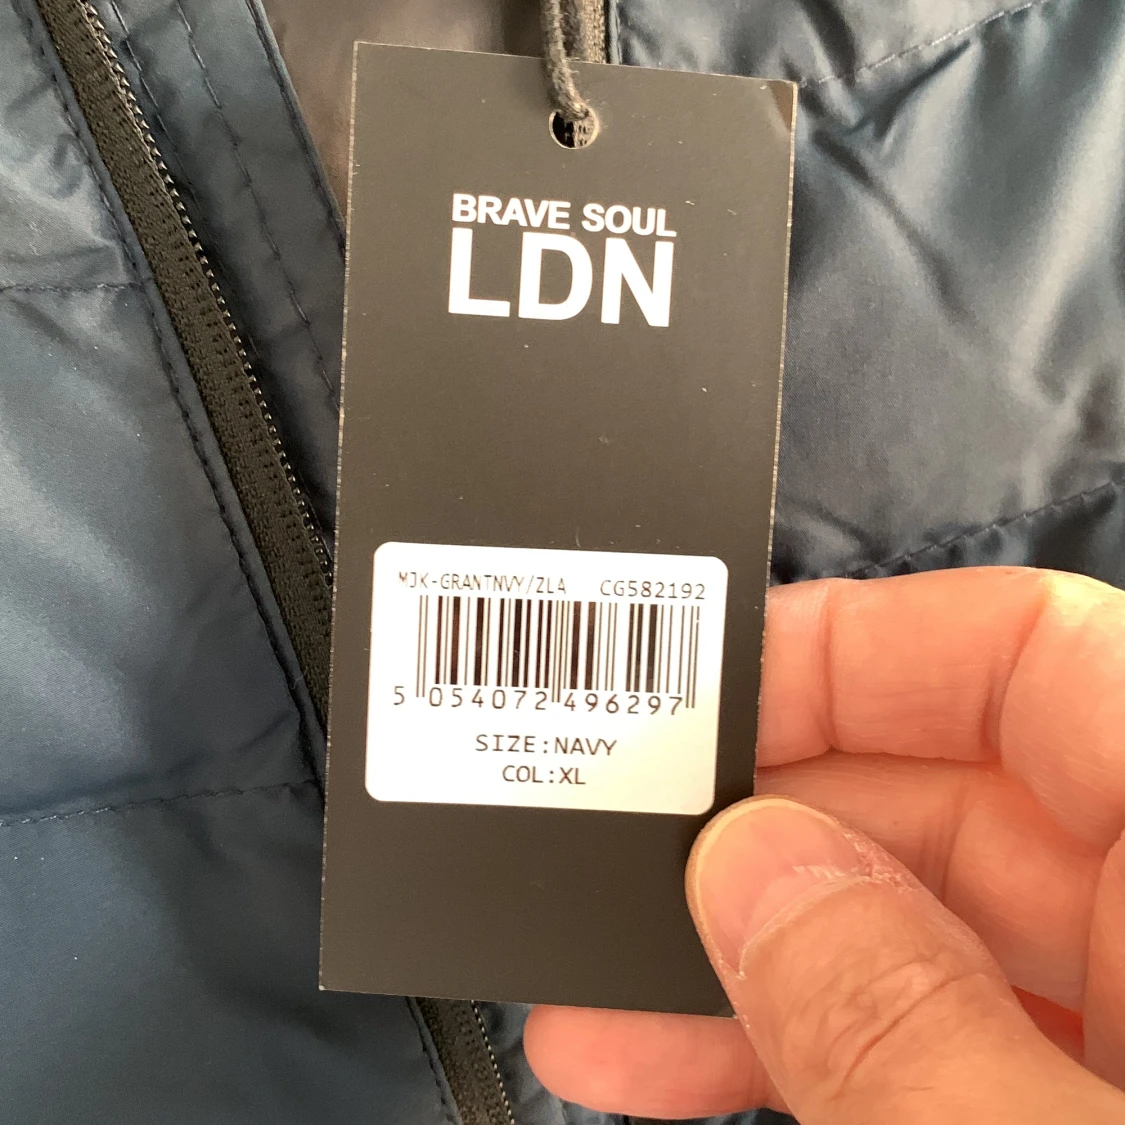 BRAVE SOUL
LDN
MJK-GRANTNVY/ZLA CG582192
5 054072 496297
SIZE:NAVY
COL:XL